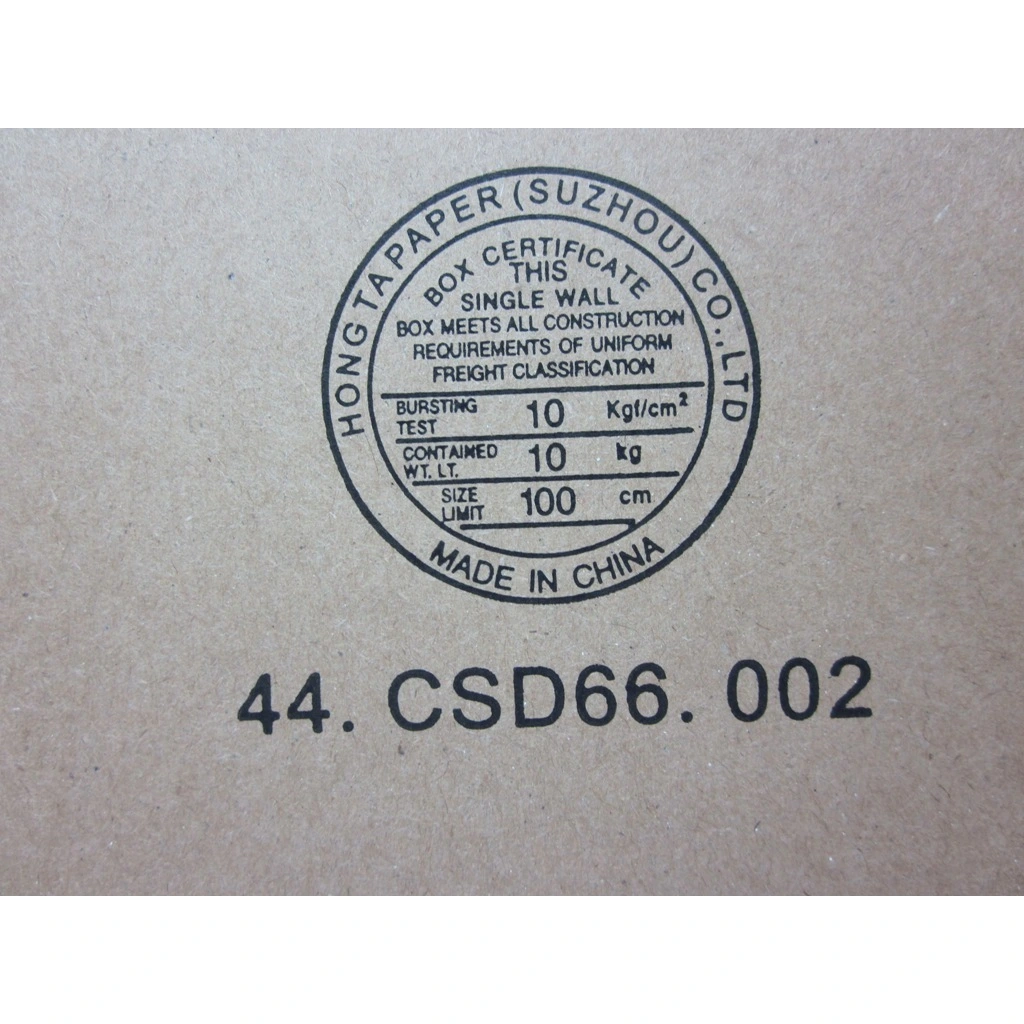 HONG TA PAPER (SUZHOU) CO.,LTD
BOX CERTIFICATE
THIS
SINGLE WALL
BOX MEETS ALL CONSTRUCTION
REQUIREMENTS OF UNIFORM
FREIGHT CLASSIFICATION
BURSTING TEST 10 Kgf/cm²
CONTAINED WT. LT. 10 kg
SIZE LIMIT 100 cm
MADE IN CHINA
44. CSD66. 002